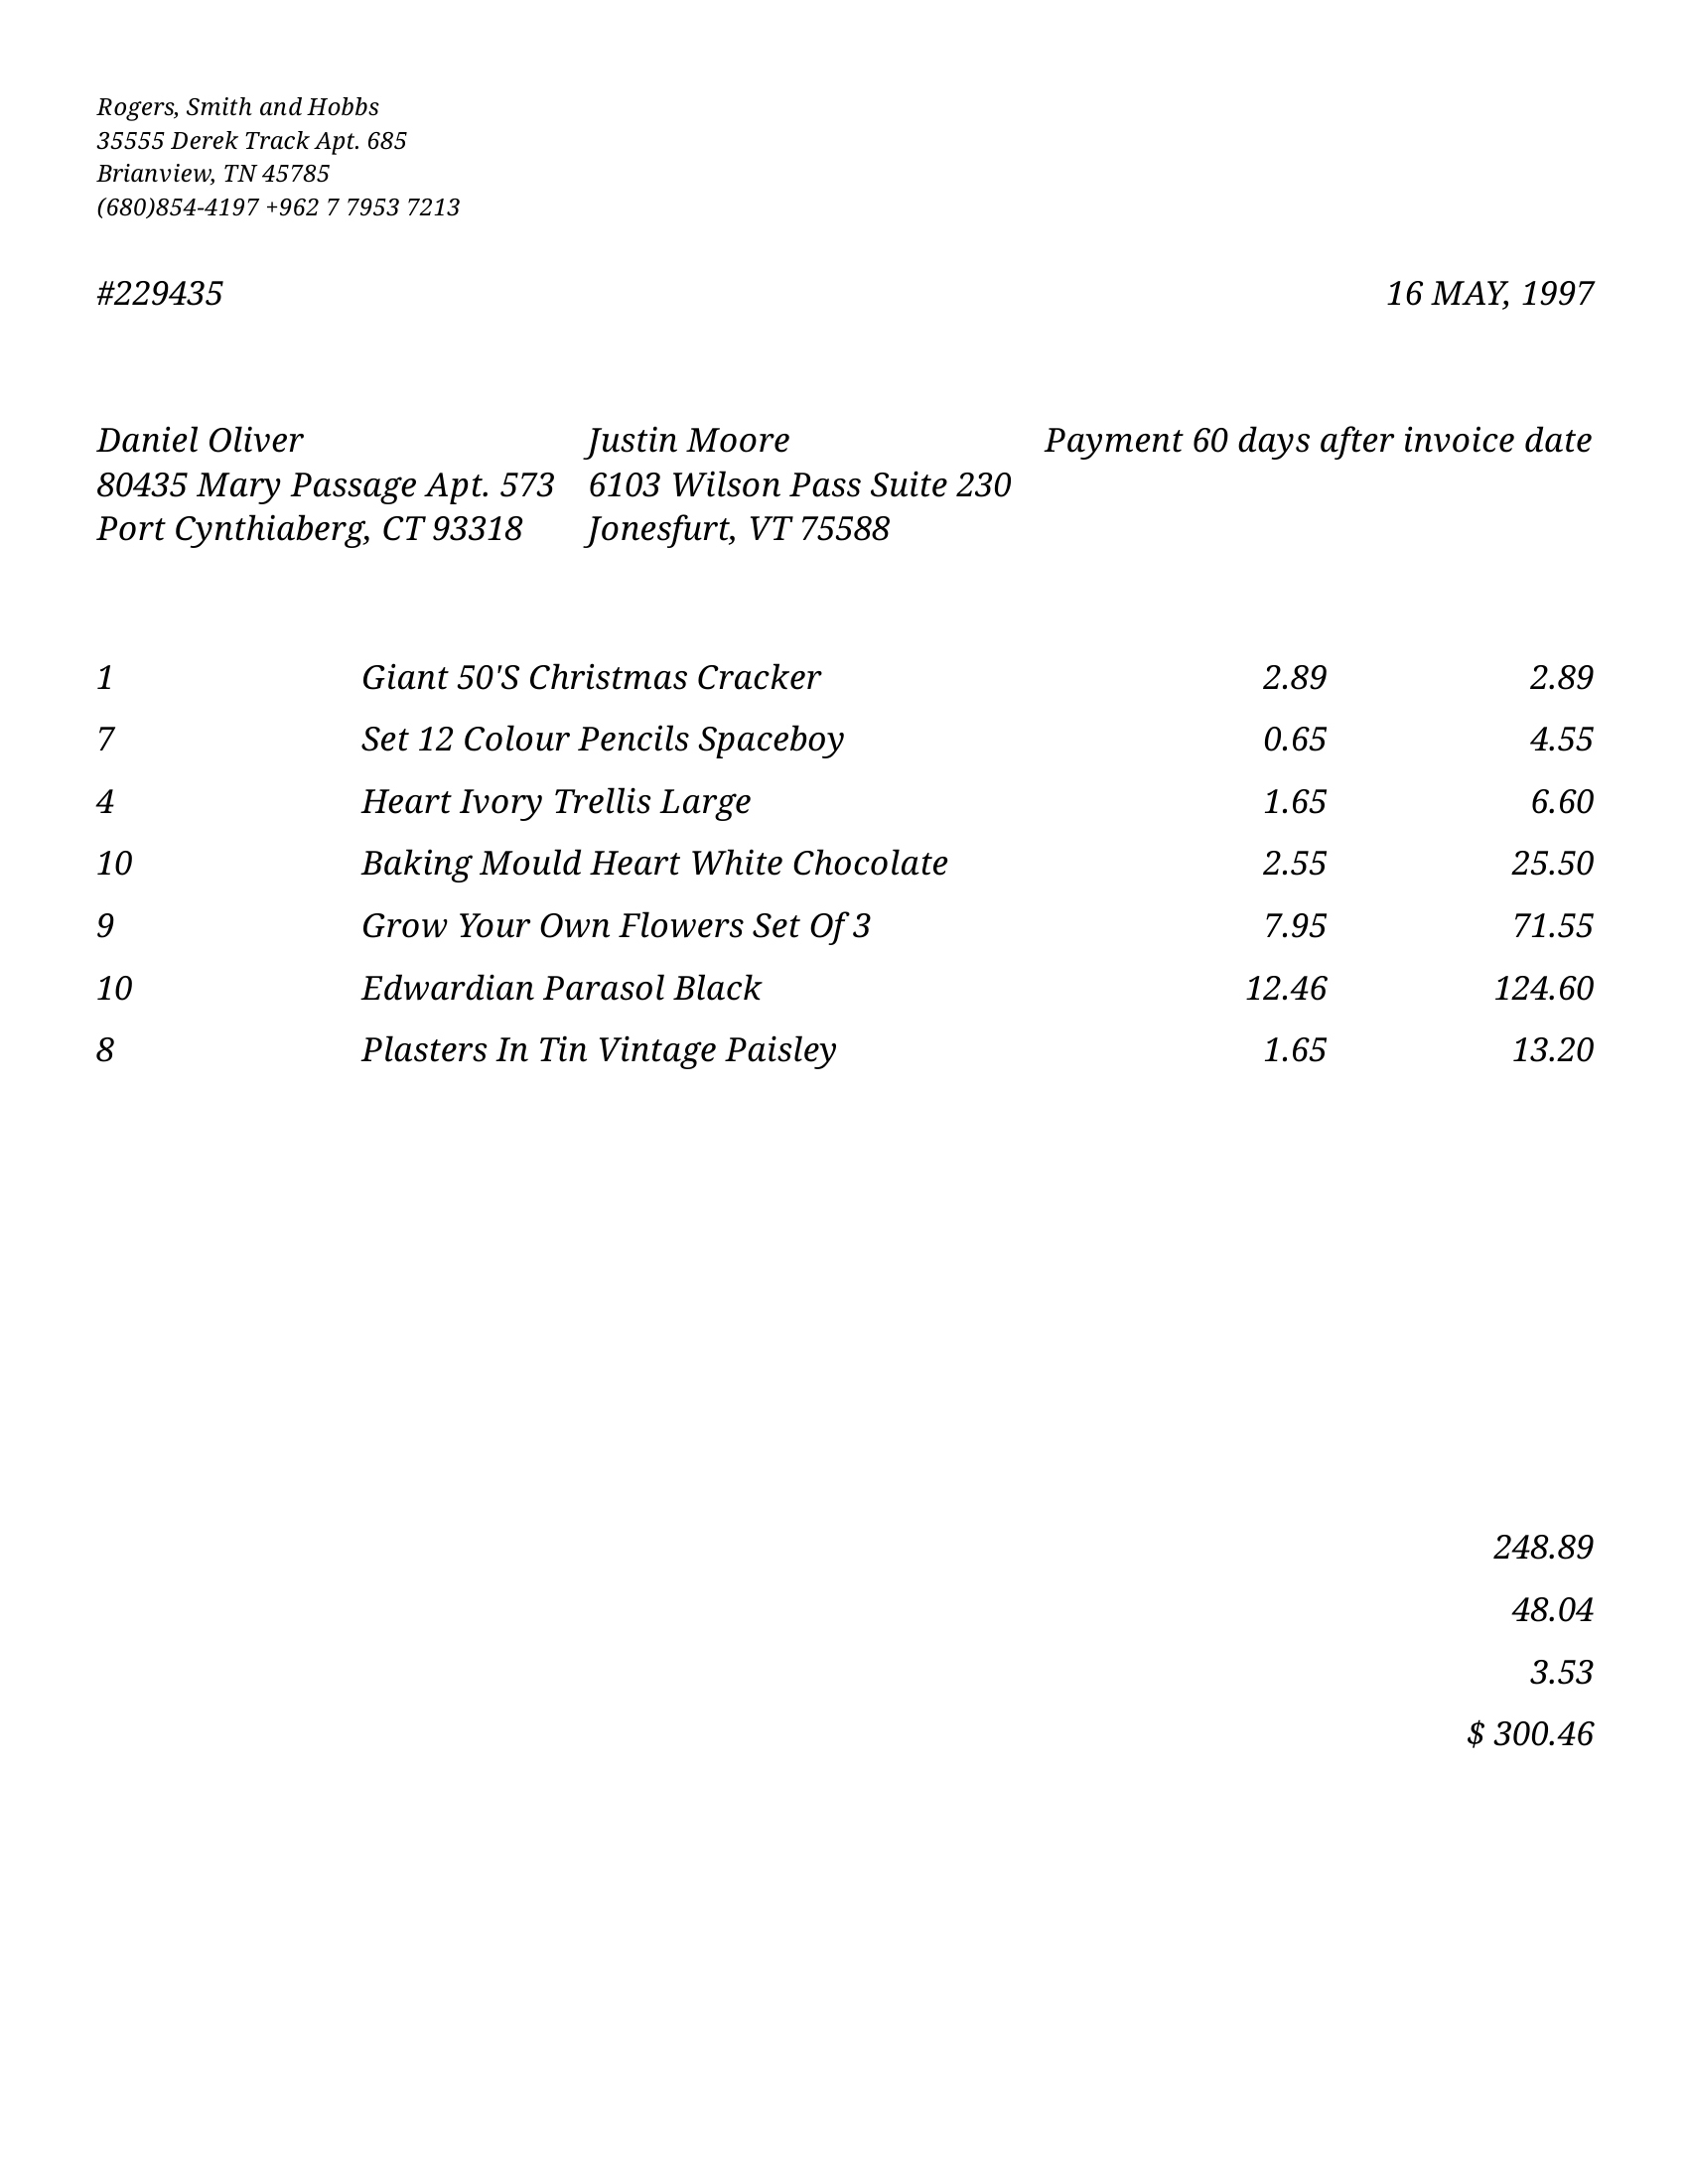 Rogers, Smith and Hobbs
35555 Derek Track Apt. 685
Brianview, TN 45785
(680)854-4197 +962 7 7953 7213
#229435 16 MAY, 1997
Daniel Oliver Justin Moore Payment 60 days after invoice date
80435 Mary Passage Apt. 573 6103 Wilson Pass Suite 230
Port Cynthiaberg, CT 93318 Jonesfurt, VT 75588
1 Giant 50'S Christmas Cracker 2.89 2.89
7 Set 12 Colour Pencils Spaceboy 0.65 4.55
4 Heart Ivory Trellis Large 1.65 6.60
10 Baking Mould Heart White Chocolate 2.55 25.50
9 Grow Your Own Flowers Set Of 3 7.95 71.55
10 Edwardian Parasol Black 12.46 124.60
8 Plasters In Tin Vintage Paisley 1.65 13.20
248.89
48.04
3.53
$ 300.46